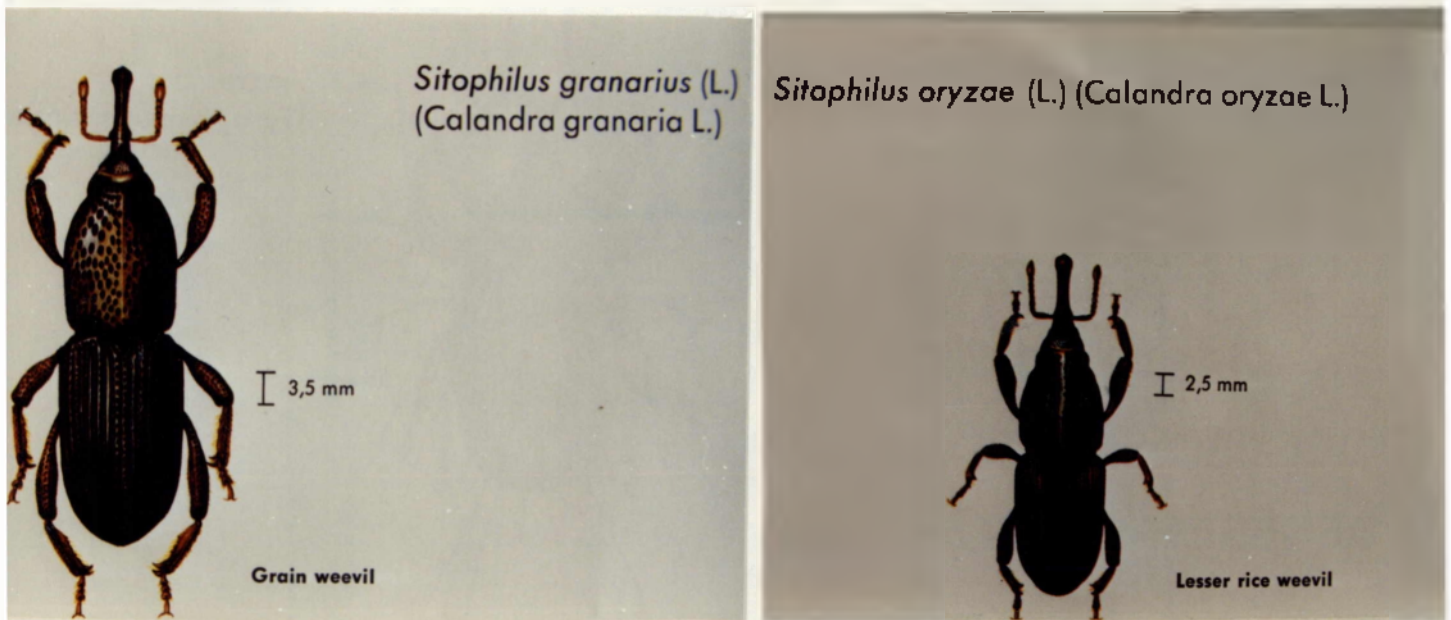 Sitophilus granarius (L.)
(Calandra granaria L.)
3,5 mm
Grain weevil
Sitophilus oryzae (L.) (Calandra oryzae L.)
2,5 mm
Lesser rice weevil